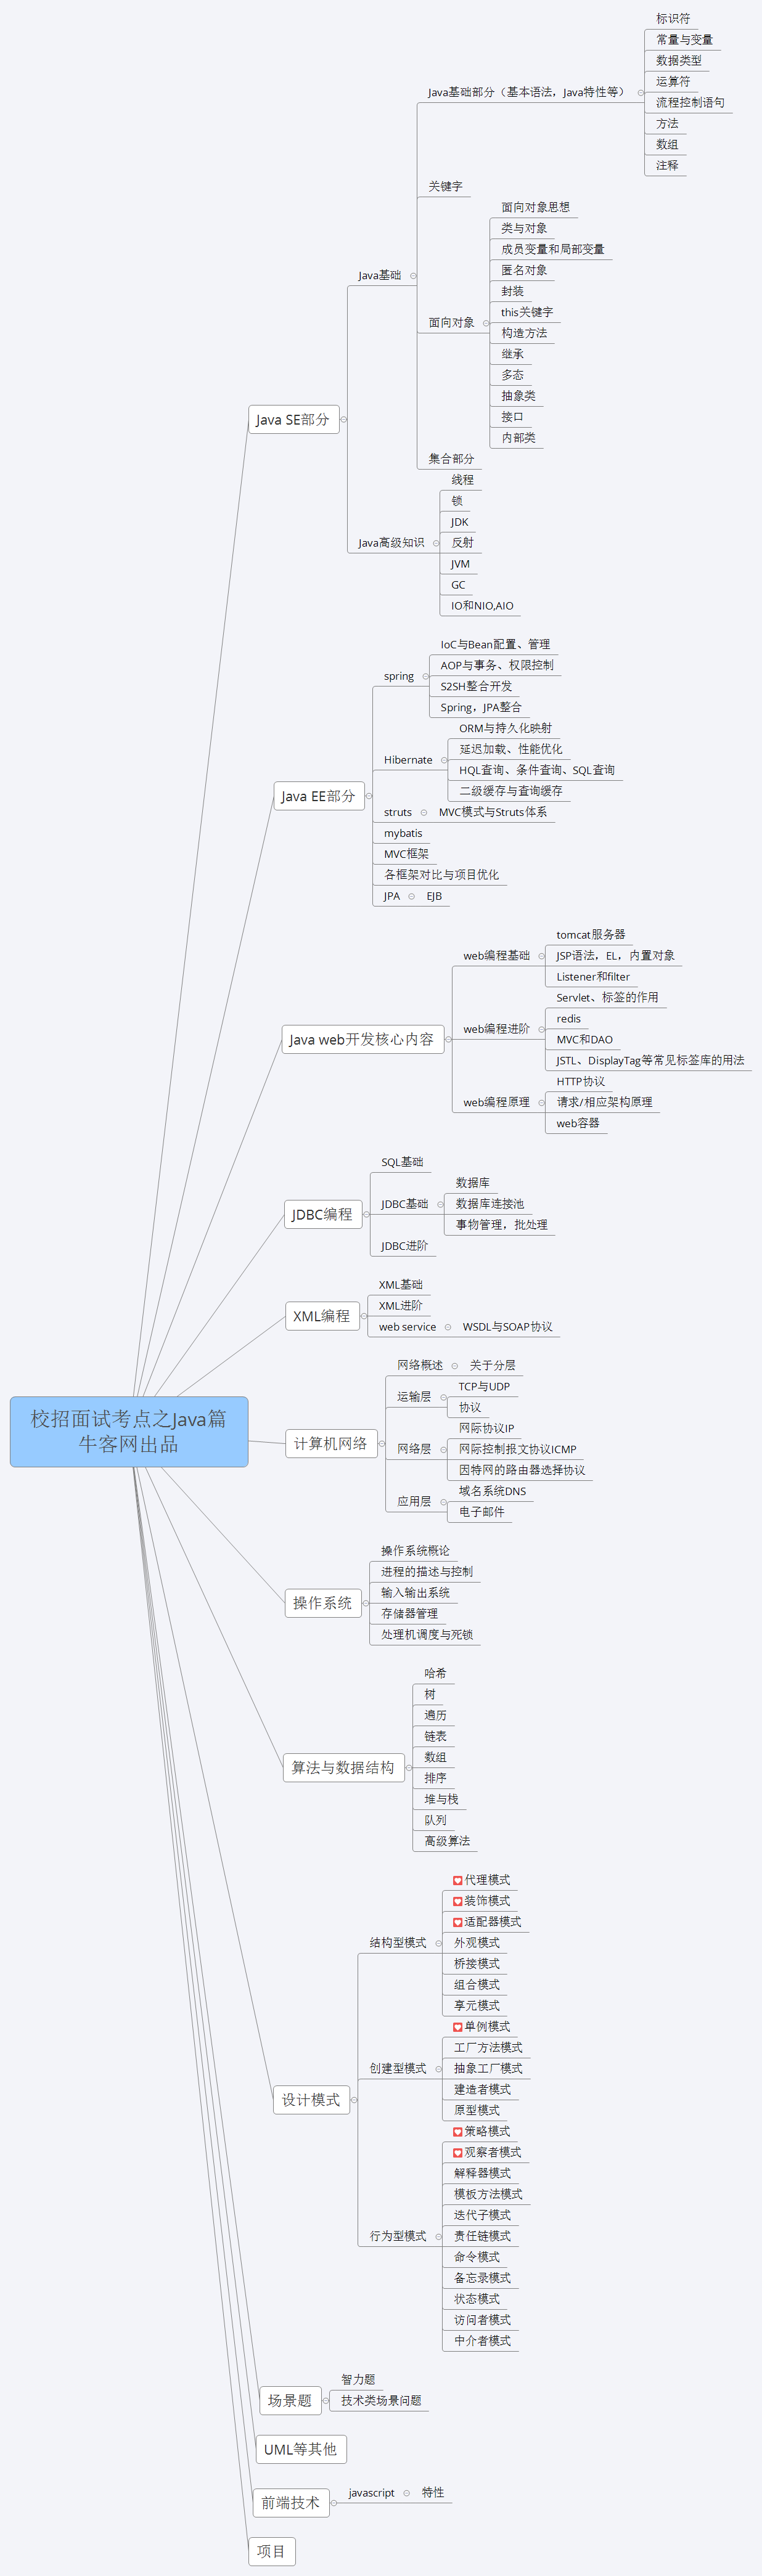 校招面试考点之Java篇
牛客网出品
Java SE部分
Java基础
Java基础部分（基本语法，Java特性等）
标识符
常量与变量
数据类型
运算符
流程控制语句
方法
数组
注释
关键字
面向对象
面向对象思想
类与对象
成员变量和局部变量
匿名对象
封装
this关键字
构造方法
继承
多态
抽象类
接口
内部类
集合部分
Java高级知识
线程
锁
JDK
反射
JVM
GC
IO和NIO,AIO
Java EE部分
spring
IoC与Bean配置、管理
AOP与事务、权限控制
S2SH整合开发
Spring，JPA整合
Hibernate
ORM与持久化映射
延迟加载、性能优化
HQL查询、条件查询、SQL查询
二级缓存与查询缓存
struts
MVC模式与Struts体系
mybatis
MVC框架
各框架对比与项目优化
JPA
EJB
Java web开发核心内容
web编程基础
tomcat服务器
JSP语法，EL，内置对象
Listener和filter
web编程进阶
Servlet、标签的作用
redis
MVC和DAO
JSTL、DisplayTag等常见标签库的用法
web编程原理
HTTP协议
请求/相应架构原理
web容器
JDBC编程
SQL基础
JDBC基础
数据库
数据库连接池
事物管理，批处理
JDBC进阶
XML编程
XML基础
XML进阶
web service
WSDL与SOAP协议
计算机网络
网络概述
关于分层
运输层
TCP与UDP
协议
网络层
网际协议IP
网际控制报文协议ICMP
因特网的路由器选择协议
应用层
域名系统DNS
电子邮件
操作系统
操作系统概论
进程的描述与控制
输入输出系统
存储器管理
处理机调度与死锁
算法与数据结构
哈希
树
遍历
链表
数组
排序
堆与栈
队列
高级算法
设计模式
结构型模式
代理模式
装饰模式
适配器模式
外观模式
桥接模式
组合模式
享元模式
创建型模式
单例模式
工厂方法模式
抽象工厂模式
建造者模式
原型模式
行为型模式
策略模式
观察者模式
解释器模式
模板方法模式
迭代子模式
责任链模式
命令模式
备忘录模式
状态模式
访问者模式
中介者模式
场景题
智力题
技术类场景问题
UML等其他
前端技术
javascript
特性
项目